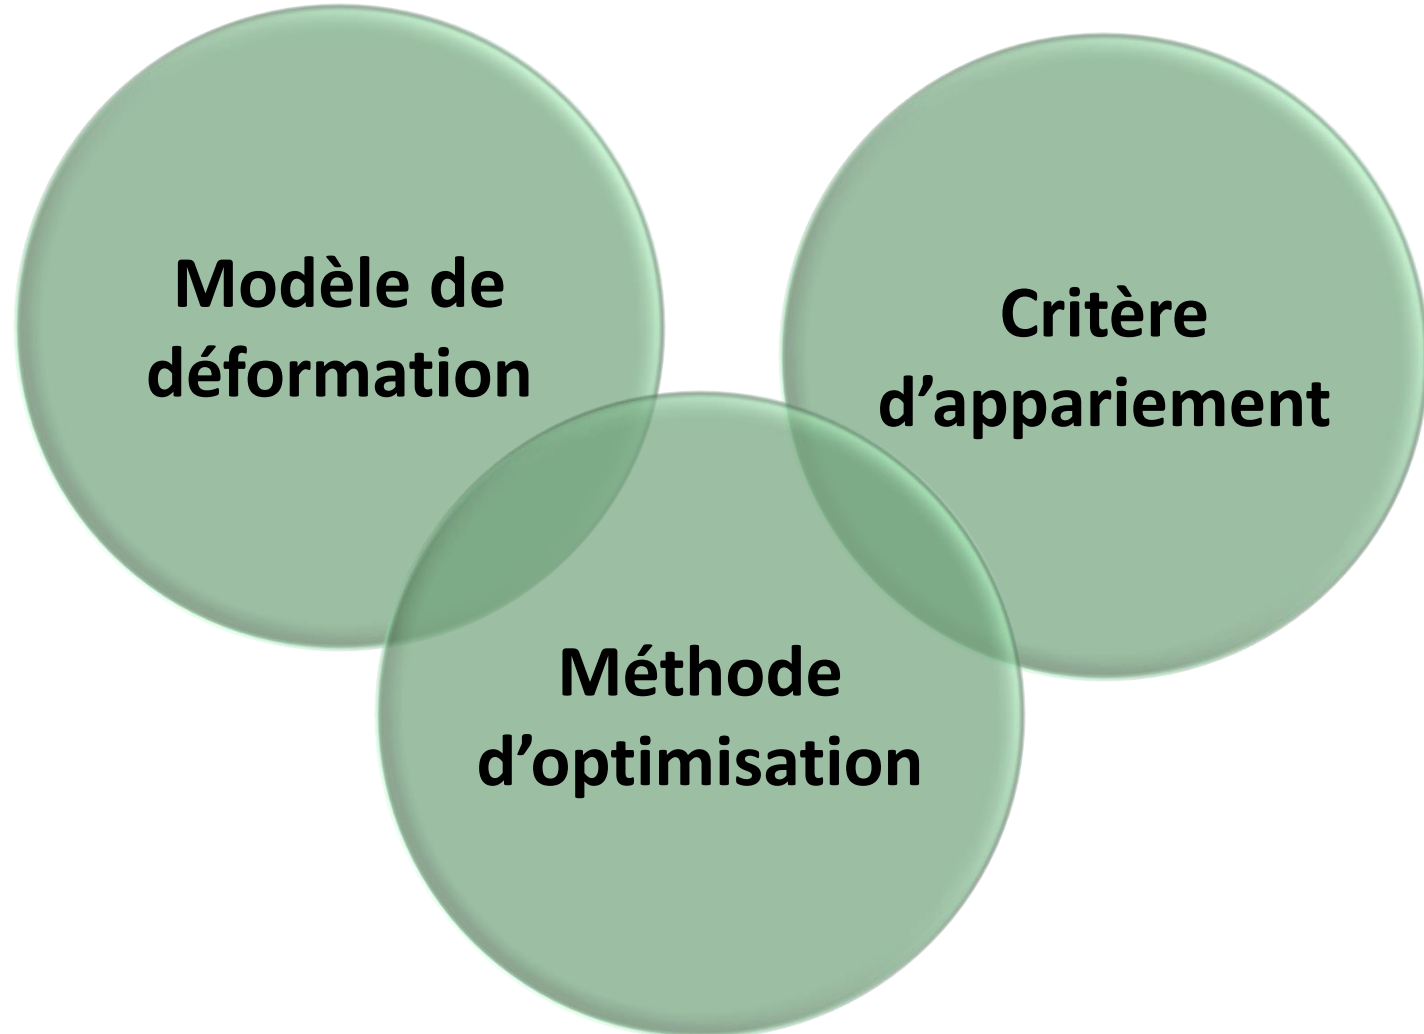 Modèle de
déformation
Critère
d’appariement
Méthode
d’optimisation